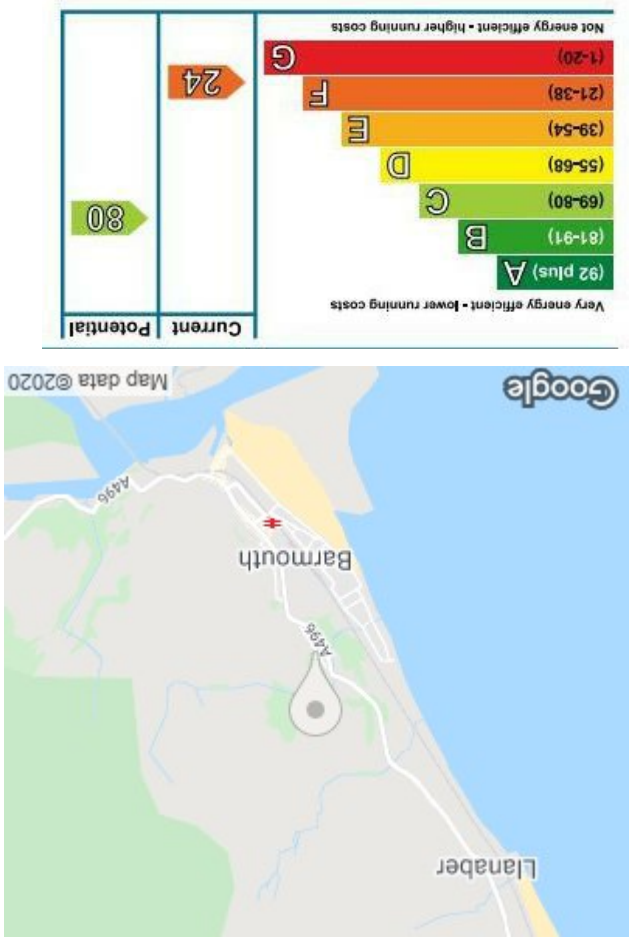 Llanaber
A496
Barmouth
A496
Google Map data ©2020
Current Potential
Very energy efficient - lower running costs
(92 plus) A
(81-91) B
80
(69-80) C
(55-68) D
(39-54) E
(21-38) F 24
(1-20) G
Not energy efficient - higher running costs